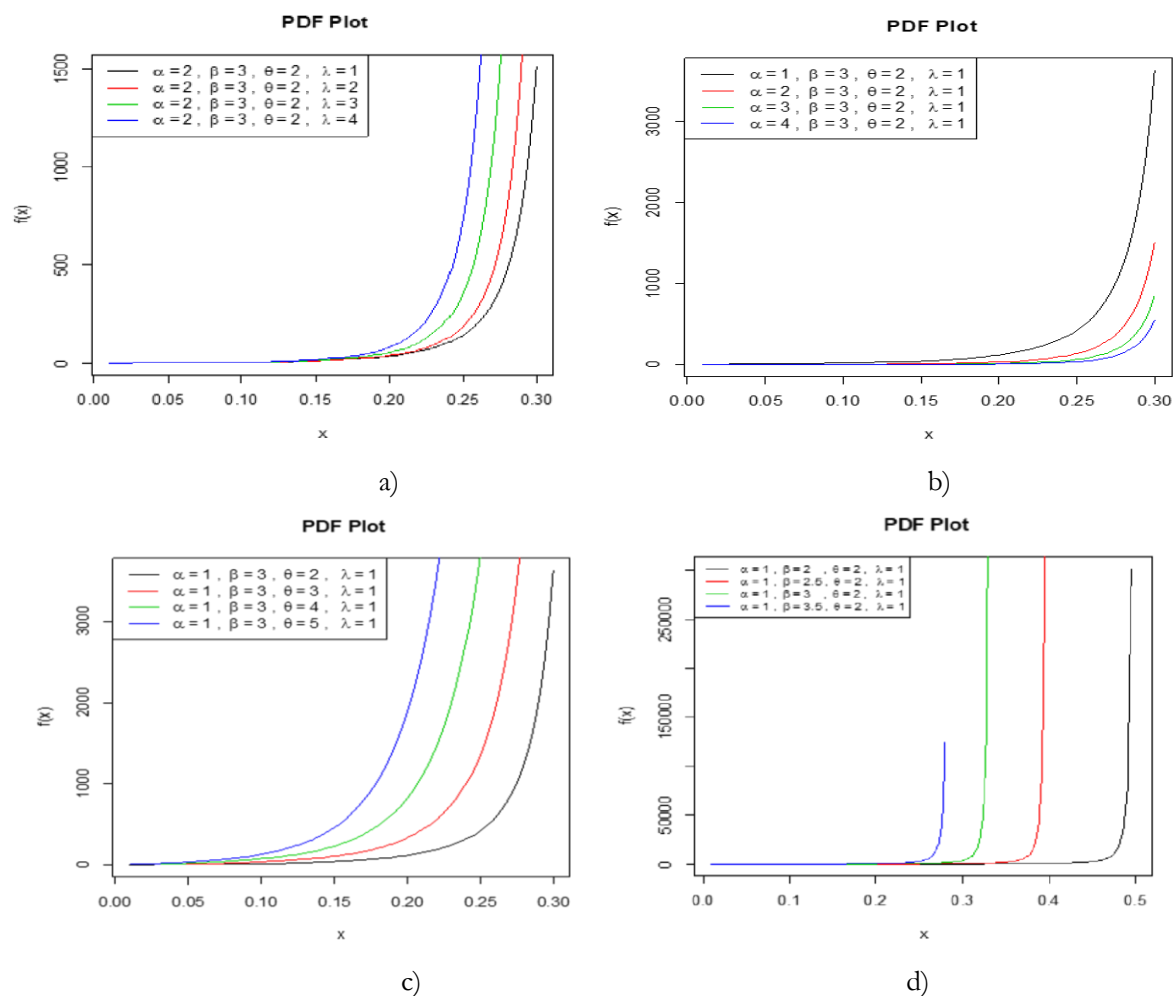 PDF Plot
α = 2 , β = 3 , θ = 2 , λ = 1
α = 2 , β = 3 , θ = 2 , λ = 2
α = 2 , β = 3 , θ = 2 , λ = 3
α = 2 , β = 3 , θ = 2 , λ = 4
f(x)
1500
1000
500
0
0.00 0.05 0.10 0.15 0.20 0.25 0.30
x
a)
PDF Plot
α = 1 , β = 3 , θ = 2 , λ = 1
α = 2 , β = 3 , θ = 2 , λ = 1
α = 3 , β = 3 , θ = 2 , λ = 1
α = 4 , β = 3 , θ = 2 , λ = 1
f(x)
3000
2000
1000
0
0.00 0.05 0.10 0.15 0.20 0.25 0.30
x
b)
PDF Plot
α = 1 , β = 3 , θ = 2 , λ = 1
α = 1 , β = 3 , θ = 3 , λ = 1
α = 1 , β = 3 , θ = 4 , λ = 1
α = 1 , β = 3 , θ = 5 , λ = 1
f(x)
3000
2000
1000
0
0.00 0.05 0.10 0.15 0.20 0.25 0.30
x
c)
PDF Plot
α = 1 , β = 2 , θ = 2 , λ = 1
α = 1 , β = 2.5 , θ = 2 , λ = 1
α = 1 , β = 3 , θ = 2 , λ = 1
α = 1 , β = 3.5 , θ = 2 , λ = 1
f(x)
250000
150000
50000
0
0.0 0.1 0.2 0.3 0.4 0.5
x
d)